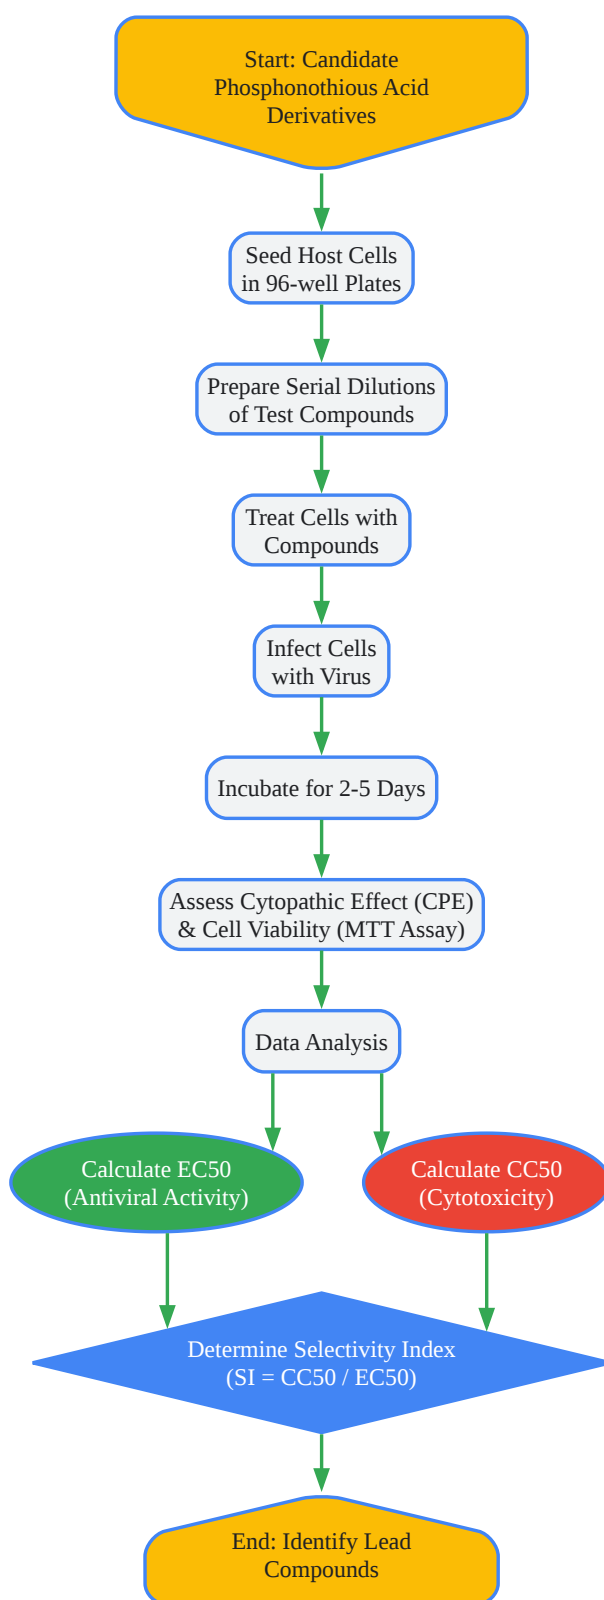 Start: Candidate
Phosphonothious Acid
Derivatives
Seed Host Cells
in 96-well Plates
Prepare Serial Dilutions
of Test Compounds
Treat Cells with
Compounds
Infect Cells
with Virus
Incubate for 2-5 Days
Assess Cytopathic Effect (CPE)
& Cell Viability (MTT Assay)
Data Analysis
Calculate EC50
(Antiviral Activity)
Calculate CC50
(Cytotoxicity)
Determine Selectivity Index
(SI = CC50 / EC50)
End: Identify Lead
Compounds